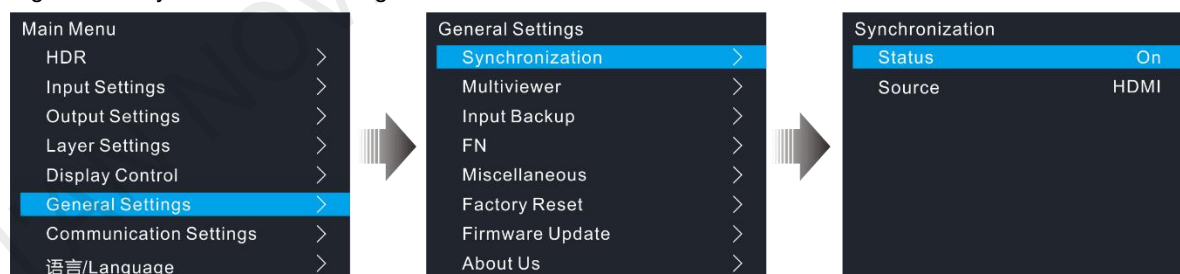 Main Menu
HDR
Input Settings
Output Settings
Layer Settings
Display Control
General Settings
Communication Settings
语言/Language
General Settings
Synchronization
Multiviewer
Input Backup
FN
Miscellaneous
Factory Reset
Firmware Update
About Us
Synchronization
Status On
Source HDMI